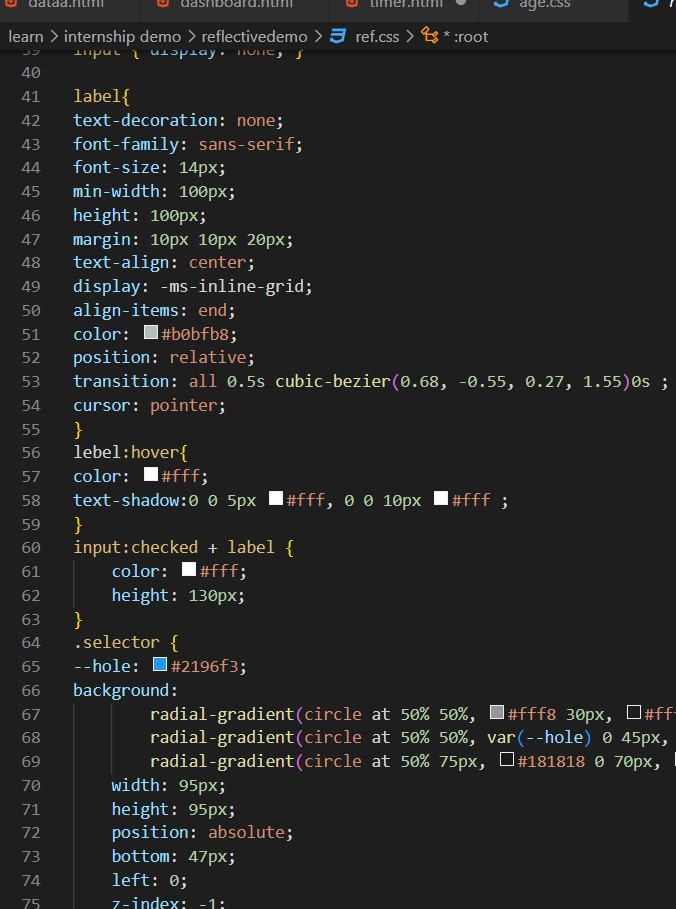 dataa.html dashboard.html timer.html age.css
learn > internship demo > reflectivedemo > ref.css > * :root
39 input { display: none; }
40
41 label{
42 text-decoration: none;
43 font-family: sans-serif;
44 font-size: 14px;
45 min-width: 100px;
46 height: 100px;
47 margin: 10px 10px 20px;
48 text-align: center;
49 display: -ms-inline-grid;
50 align-items: end;
51 color: #b0bfb8;
52 position: relative;
53 transition: all 0.5s cubic-bezier(0.68, -0.55, 0.27, 1.55)0s ;
54 cursor: pointer;
55 }
56 lebel:hover{
57 color: #fff;
58 text-shadow:0 0 5px #fff, 0 0 10px #fff ;
59 }
60 input:checked + label {
61 color: #fff;
62 height: 130px;
63 }
64 .selector {
65 --hole: #2196f3;
66 background:
67 radial-gradient(circle at 50% 50%, #fff8 30px,
68 radial-gradient(circle at 50% 50%, var(--hole) 0 45px,
69 radial-gradient(circle at 50% 75px, #181818 0 70px,
70 width: 95px;
71 height: 95px;
72 position: absolute;
73 bottom: 47px;
74 left: 0;
75 z-index: -1;